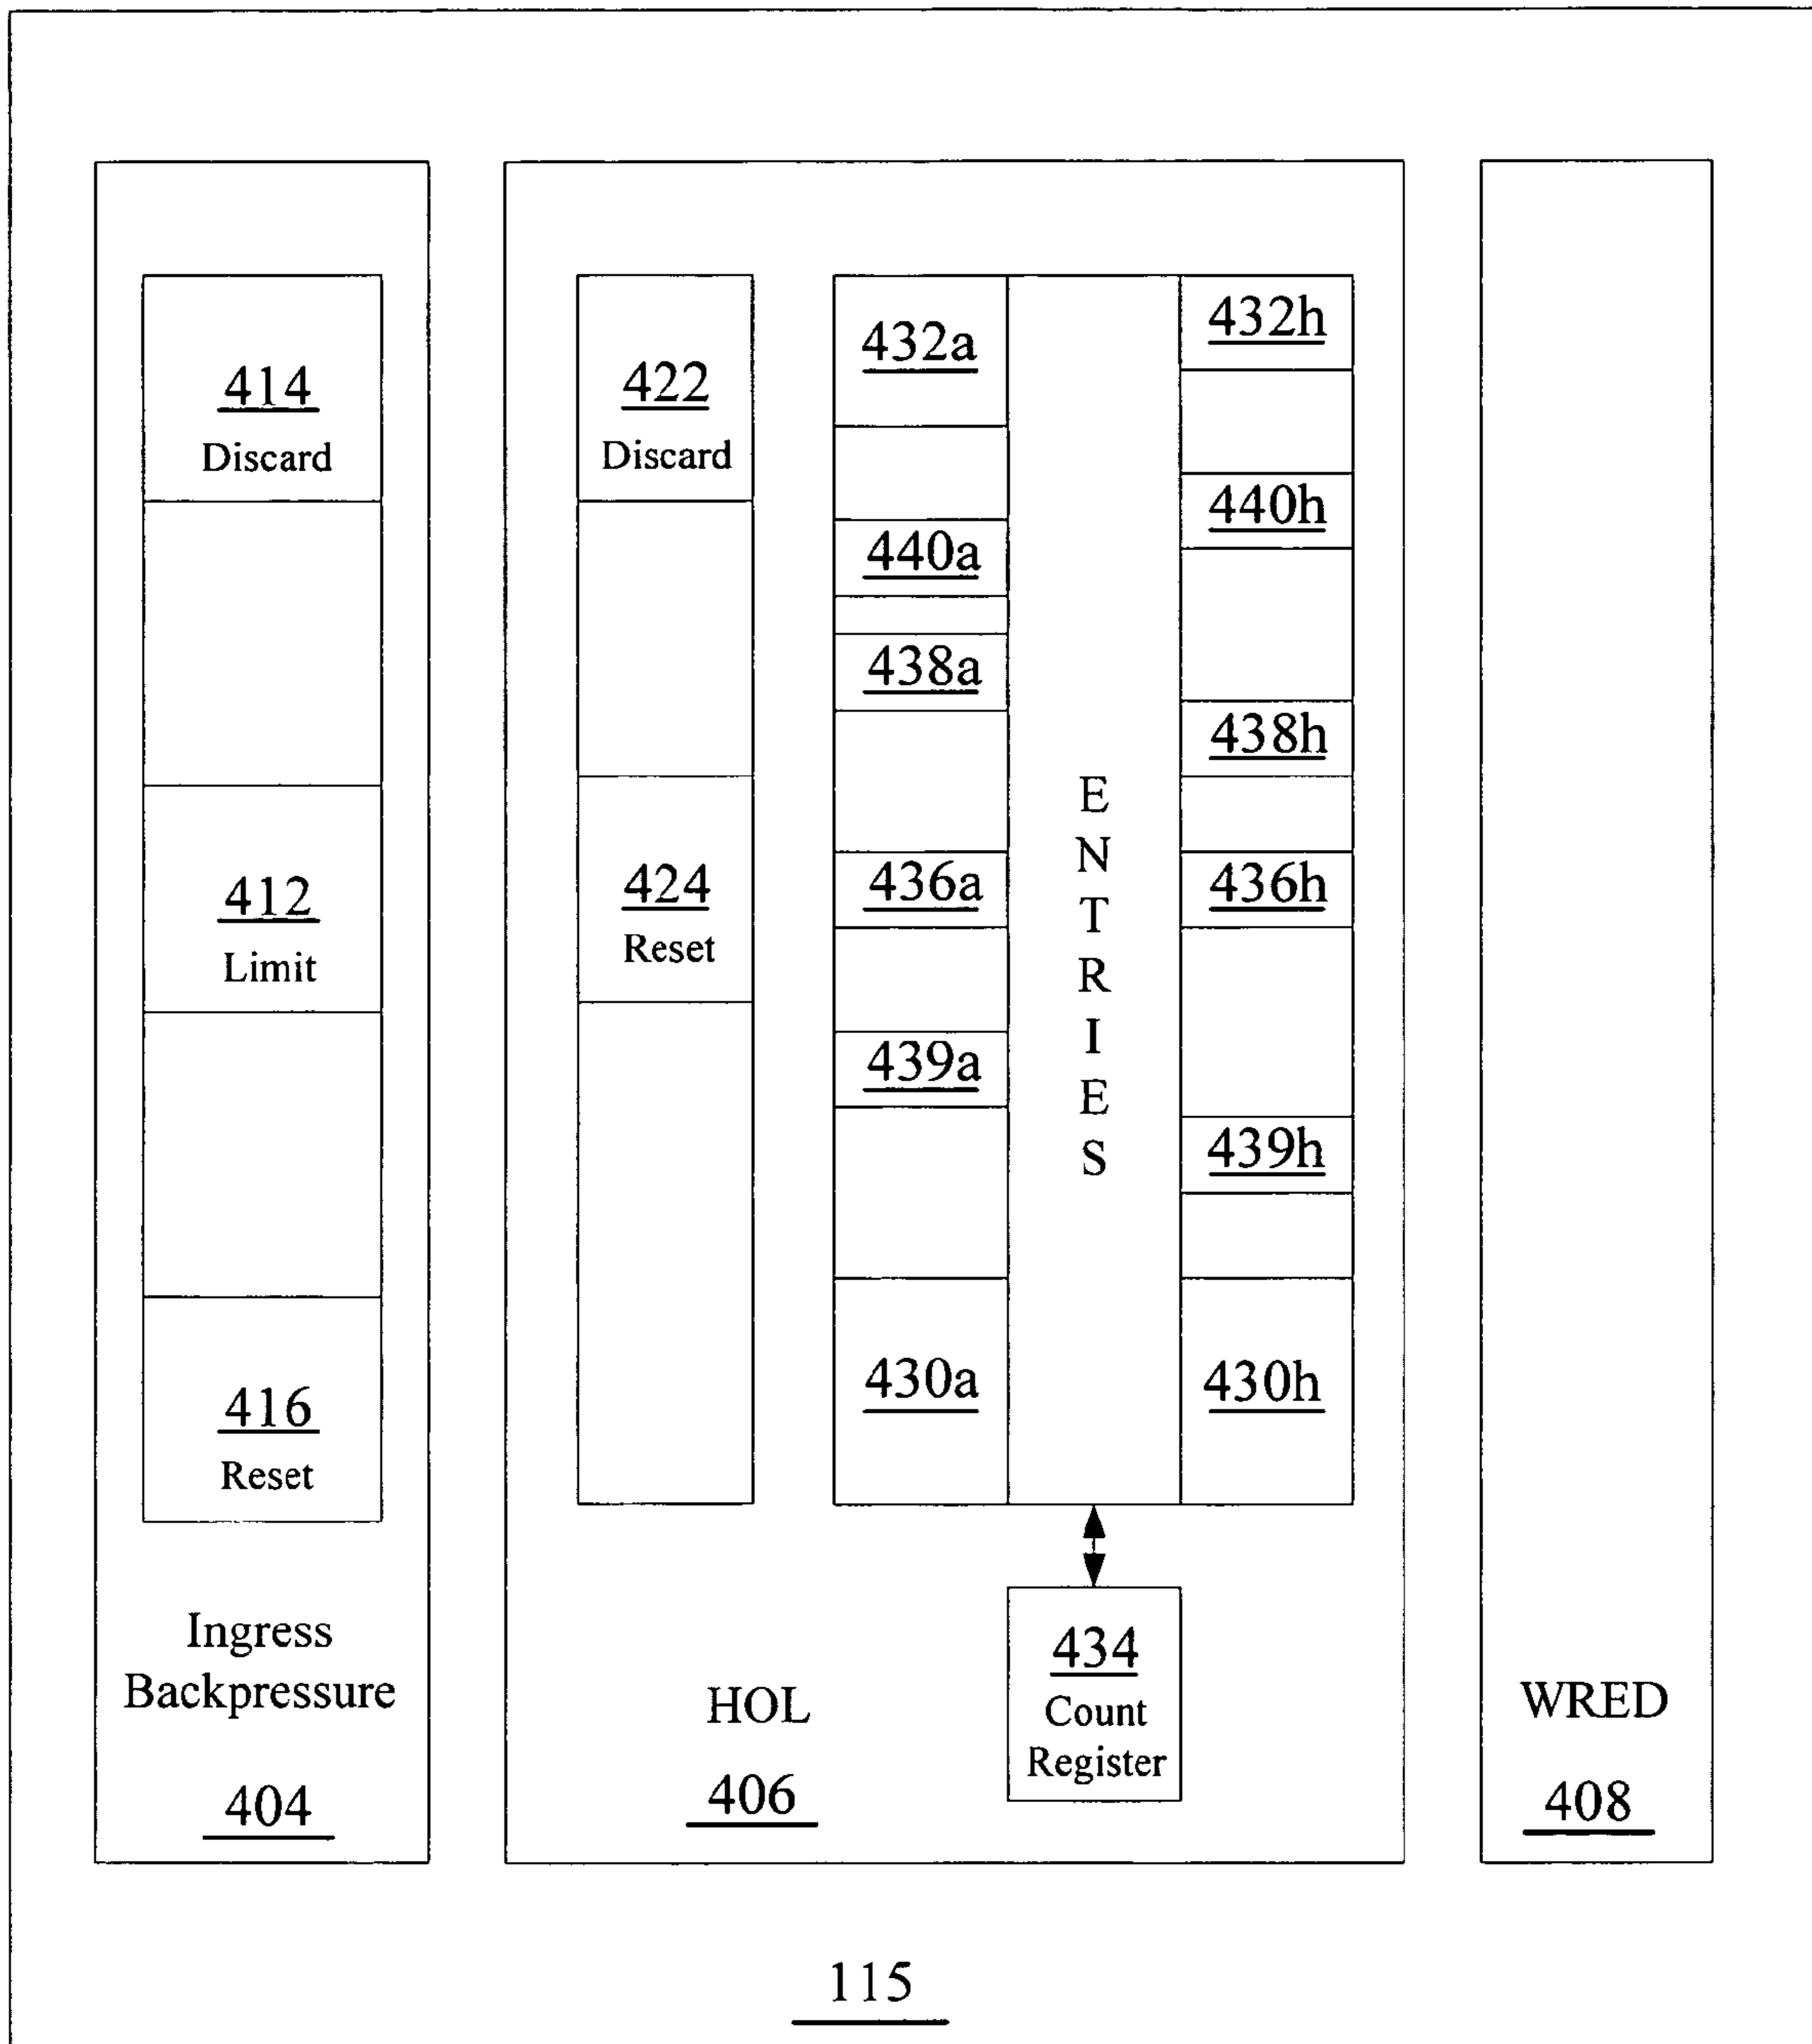 414
Discard
412
Limit
416
Reset
Ingress
Backpressure
404
422
Discard
424
Reset
432a
440a
438a
436a
439a
430a
E
N
T
R
I
E
S
432h
440h
438h
436h
439h
430h
434
Count
Register
HOL
406
WRED
408
115